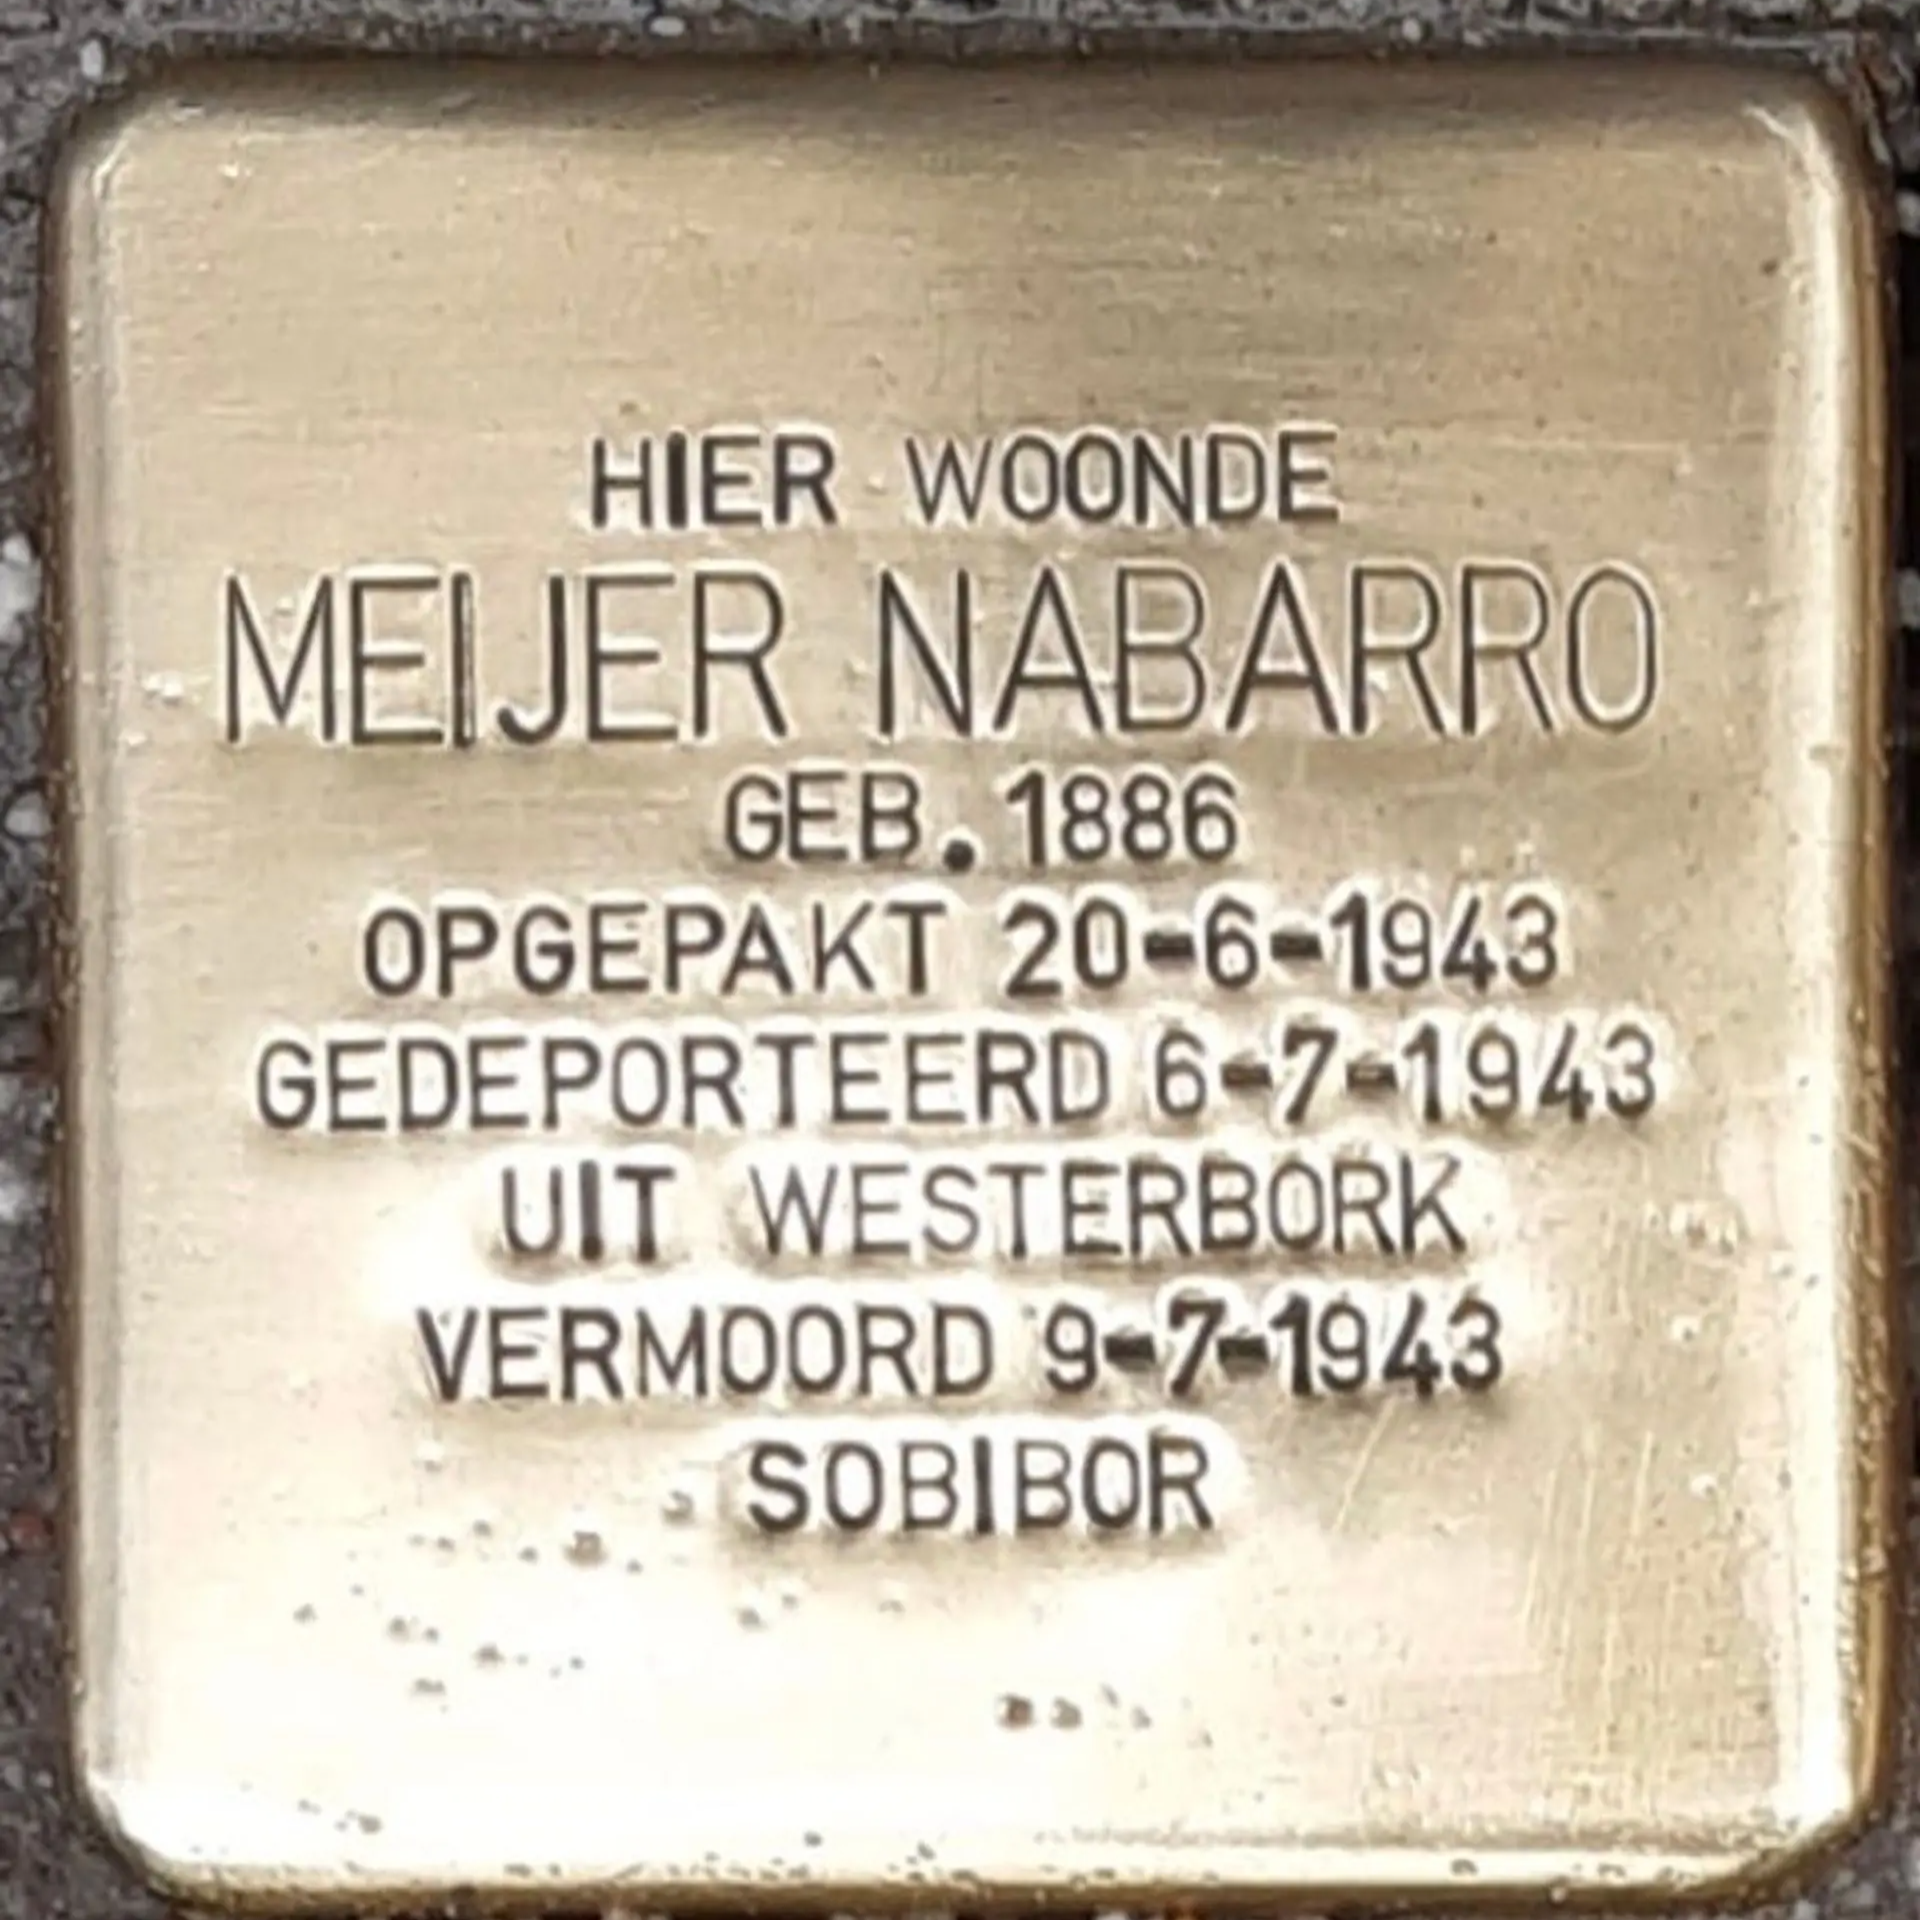 HIER WOONDE
MEIJER NABARRO
GEB. 1886
OPGEPAKT 20-6-1943
GEDEPORTEERD 6-7-1943
UIT WESTERBORK
VERMOORD 9-7-1943
SOBIBOR